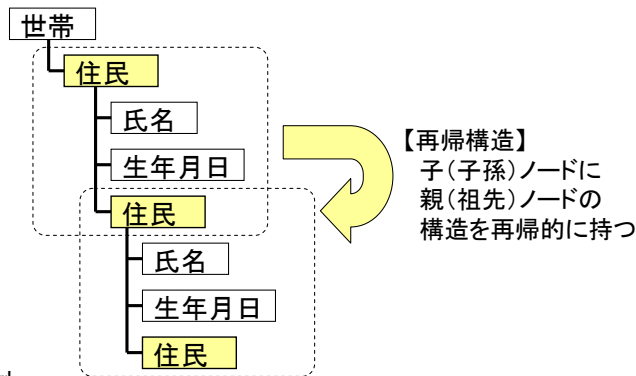 世帯
住民
氏名
生年月日
住民
氏名
生年月日
住民
【再帰構造】
子(子孫)ノードに
親(祖先)ノードの
構造を再帰的に持つ